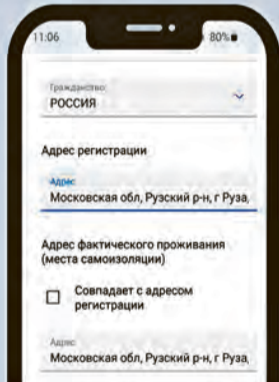 11:06
80%
Гражданство
РОССИЯ
Адрес регистрации
Адрес
Московская обл, Рузский р-н, г Руза,
Адрес фактического проживания
(места самоизоляции)
Совпадает с адресом
регистрации
Адрес
Московская обл, Рузский р-н, г Руза,